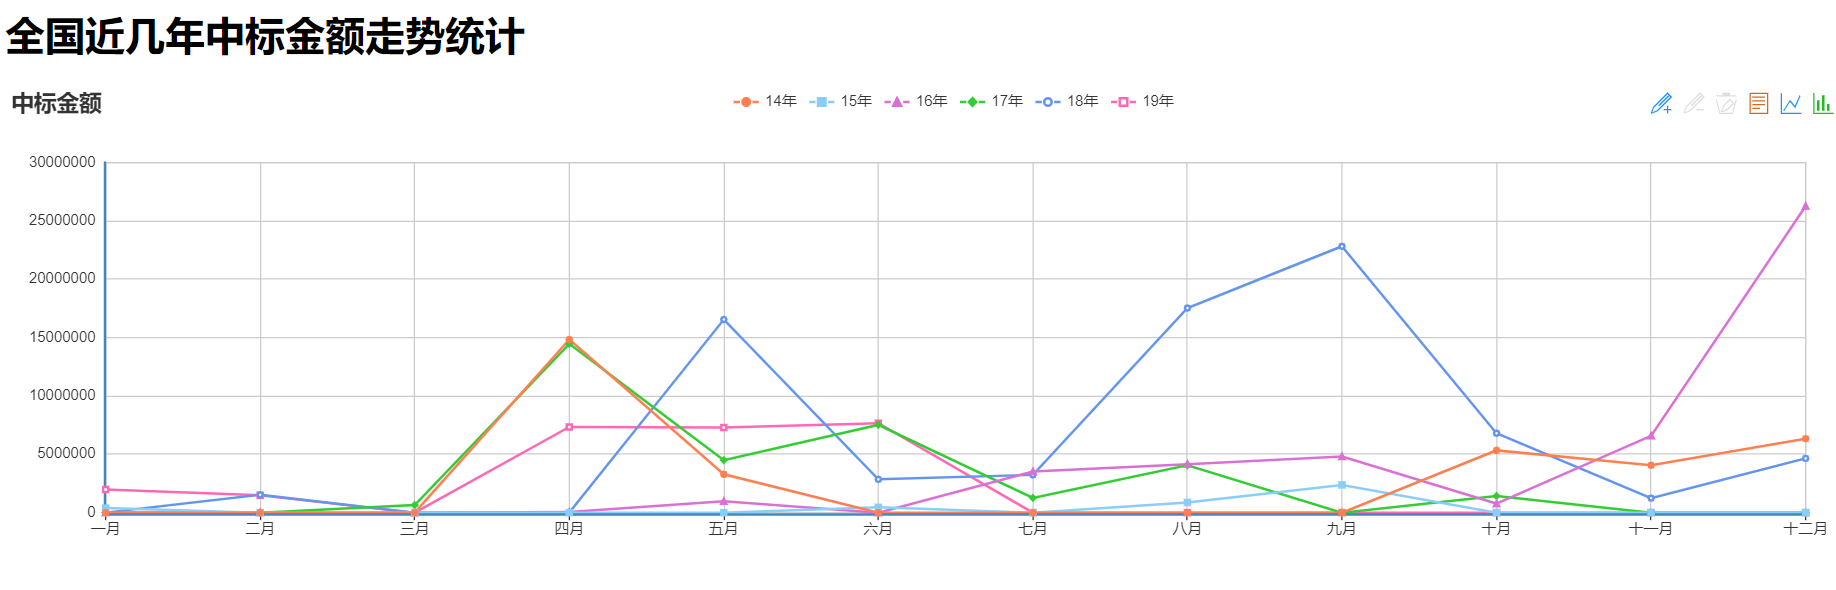 全国近几年中标金额走势统计
中标金额
14年 15年 16年 17年 18年 19年
30000000
25000000
20000000
15000000
10000000
5000000
0
一月 二月 三月 四月 五月 六月 七月 八月 九月 十月 十一月 十二月